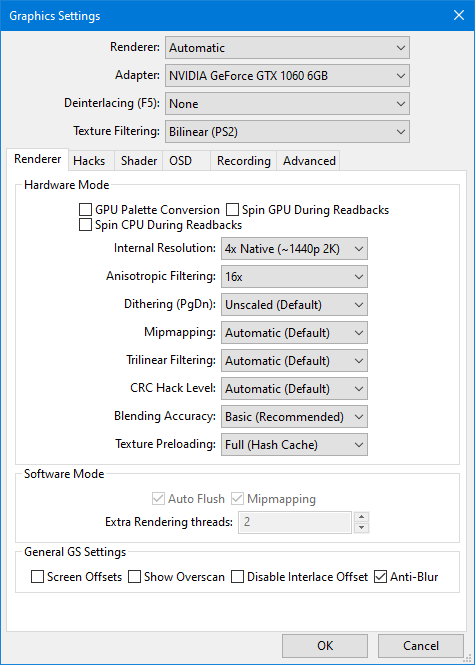 Graphics Settings
Renderer: Automatic
Adapter: NVIDIA GeForce GTX 1060 6GB
Deinterlacing (F5): None
Texture Filtering: Bilinear (PS2)
Renderer Hacks Shader OSD Recording Advanced
Hardware Mode
GPU Palette Conversion Spin GPU During Readbacks
Spin CPU During Readbacks
Internal Resolution: 4x Native (~1440p 2K)
Anisotropic Filtering: 16x
Dithering (PgDn): Unscaled (Default)
Mipmapping: Automatic (Default)
Trilinear Filtering: Automatic (Default)
CRC Hack Level: Automatic (Default)
Blending Accuracy: Basic (Recommended)
Texture Preloading: Full (Hash Cache)
Software Mode
Auto Flush Mipmapping
Extra Rendering threads: 2
General GS Settings
Screen Offsets Show Overscan Disable Interlace Offset Anti-Blur
OK Cancel